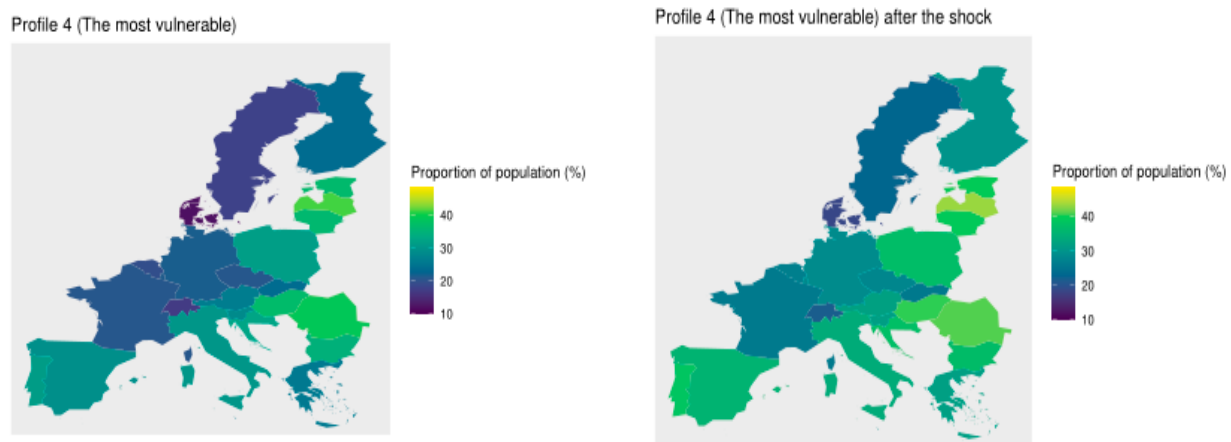 Profile 4 (The most vulnerable)
Proportion of population (%)
40
30
20
10
Profile 4 (The most vulnerable) after the shock
Proportion of population (%)
40
30
20
10